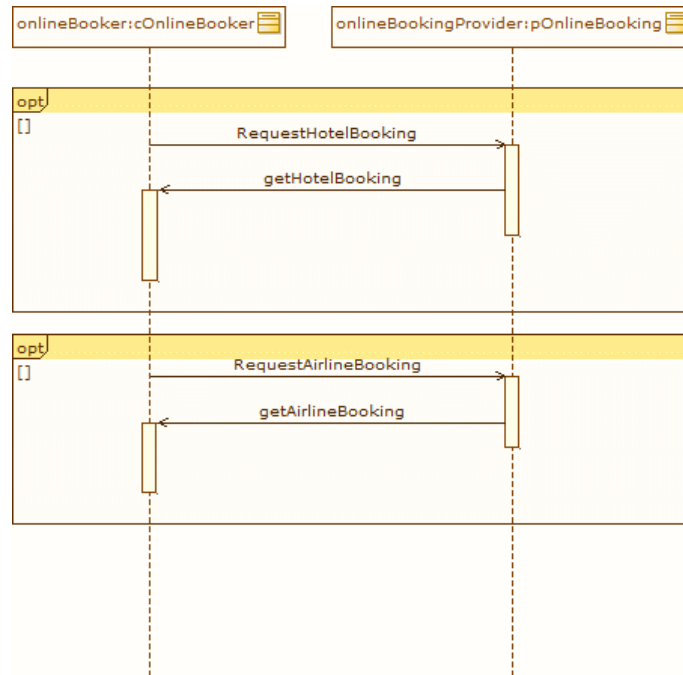 onlineBooker:cOnlineBooker
onlineBookingProvider:pOnlineBooking
opt
[]
RequestHotelBooking
getHotelBooking
opt
[]
RequestAirlineBooking
getAirlineBooking